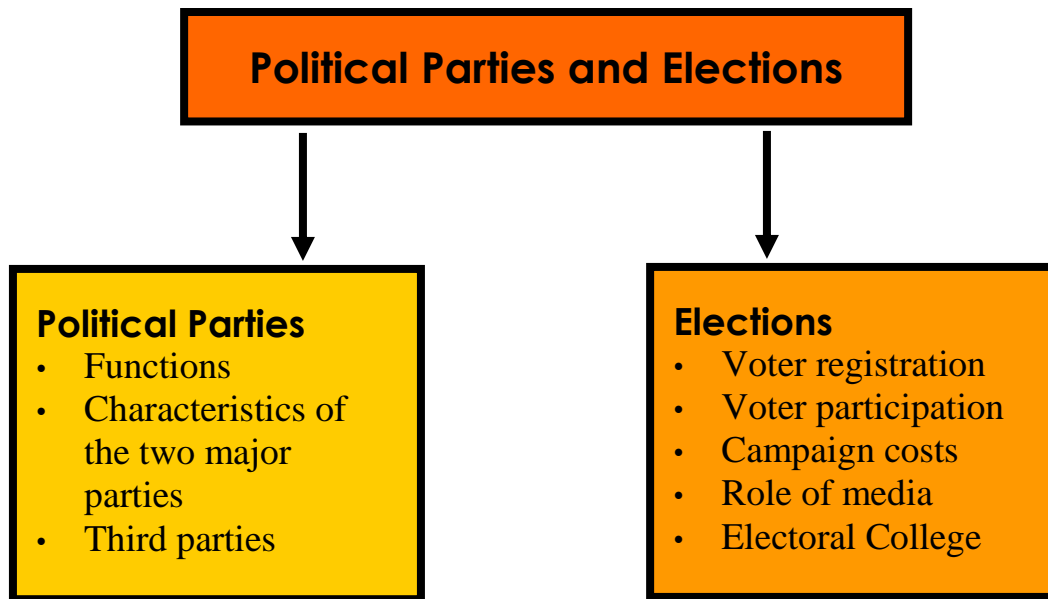 Political Parties and Elections
Political Parties
• Functions
• Characteristics of
the two major
parties
• Third parties
Elections
• Voter registration
• Voter participation
• Campaign costs
• Role of media
• Electoral College